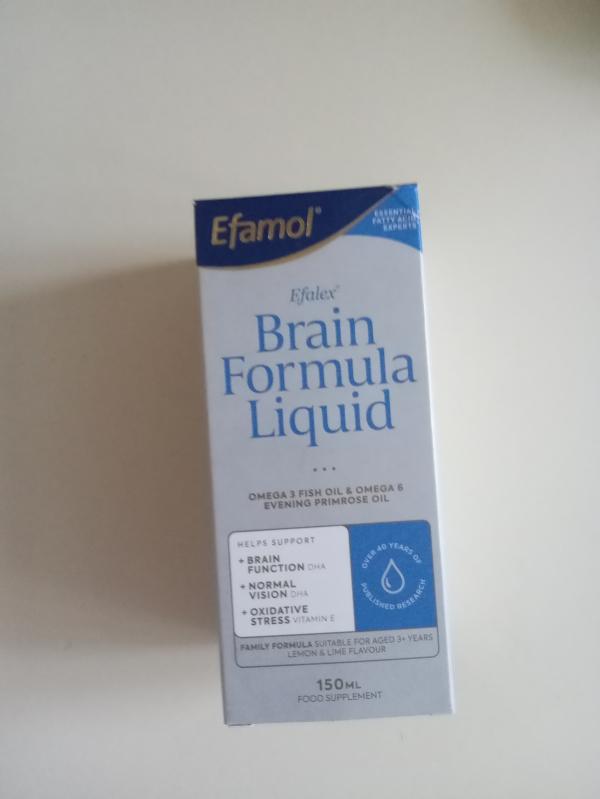 Efamol®
ESSENTIAL
FATTY ACID
EXPERTS
Efalex®
Brain
Formula
Liquid
OMEGA 3 FISH OIL & OMEGA 6
EVENING PRIMROSE OIL
HELPS SUPPORT
+ BRAIN
FUNCTION DHA
+ NORMAL
VISION DHA
+ OXIDATIVE
STRESS VITAMIN E
OVER 40 YEARS OF
PUBLISHED RESEARCH
FAMILY FORMULA SUITABLE FOR AGED 3+ YEARS
LEMON & LIME FLAVOUR
150ML
FOOD SUPPLEMENT